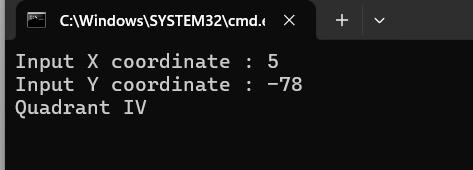 C:\Windows\SYSTEM32\cmd.e
Input X coordinate : 5
Input Y coordinate : -78
Quadrant IV